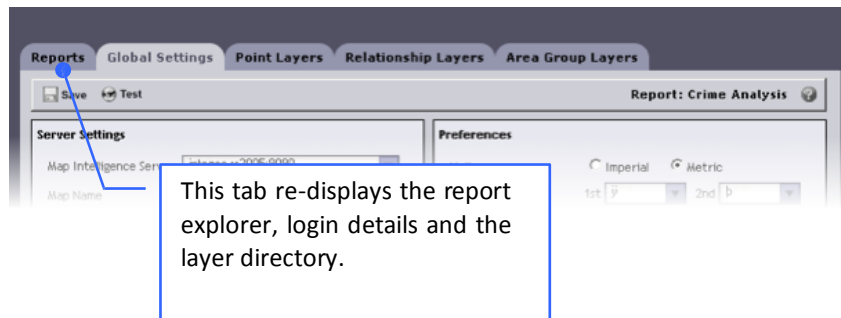 Reports Global Settings Point Layers Relationship Layers Area Group Layers
Save Test Report: Crime Analysis
Server Settings Preferences
Map Intelligence Serv
Imperial Metric
Map Name 1st ÿ 2nd þ
This tab re-displays the report
explorer, login details and the
layer directory.